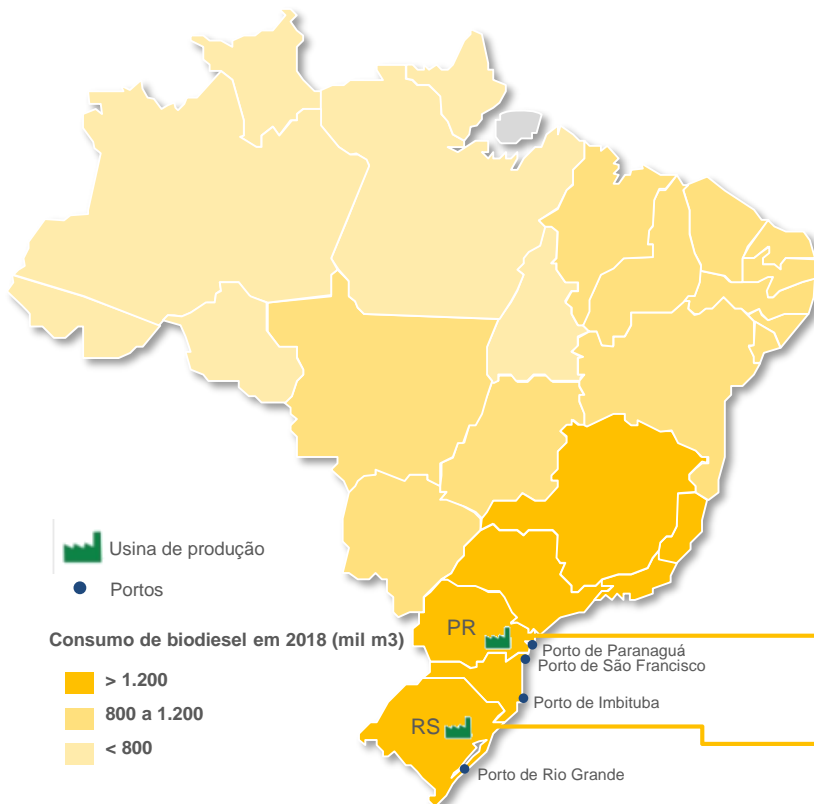 Usina de produção
Portos
Consumo de biodiesel em 2018 (mil m3)
> 1.200
800 a 1.200
< 800
PR
Porto de Paranaguá
Porto de São Francisco
Porto de Imbituba
RS
Porto de Rio Grande